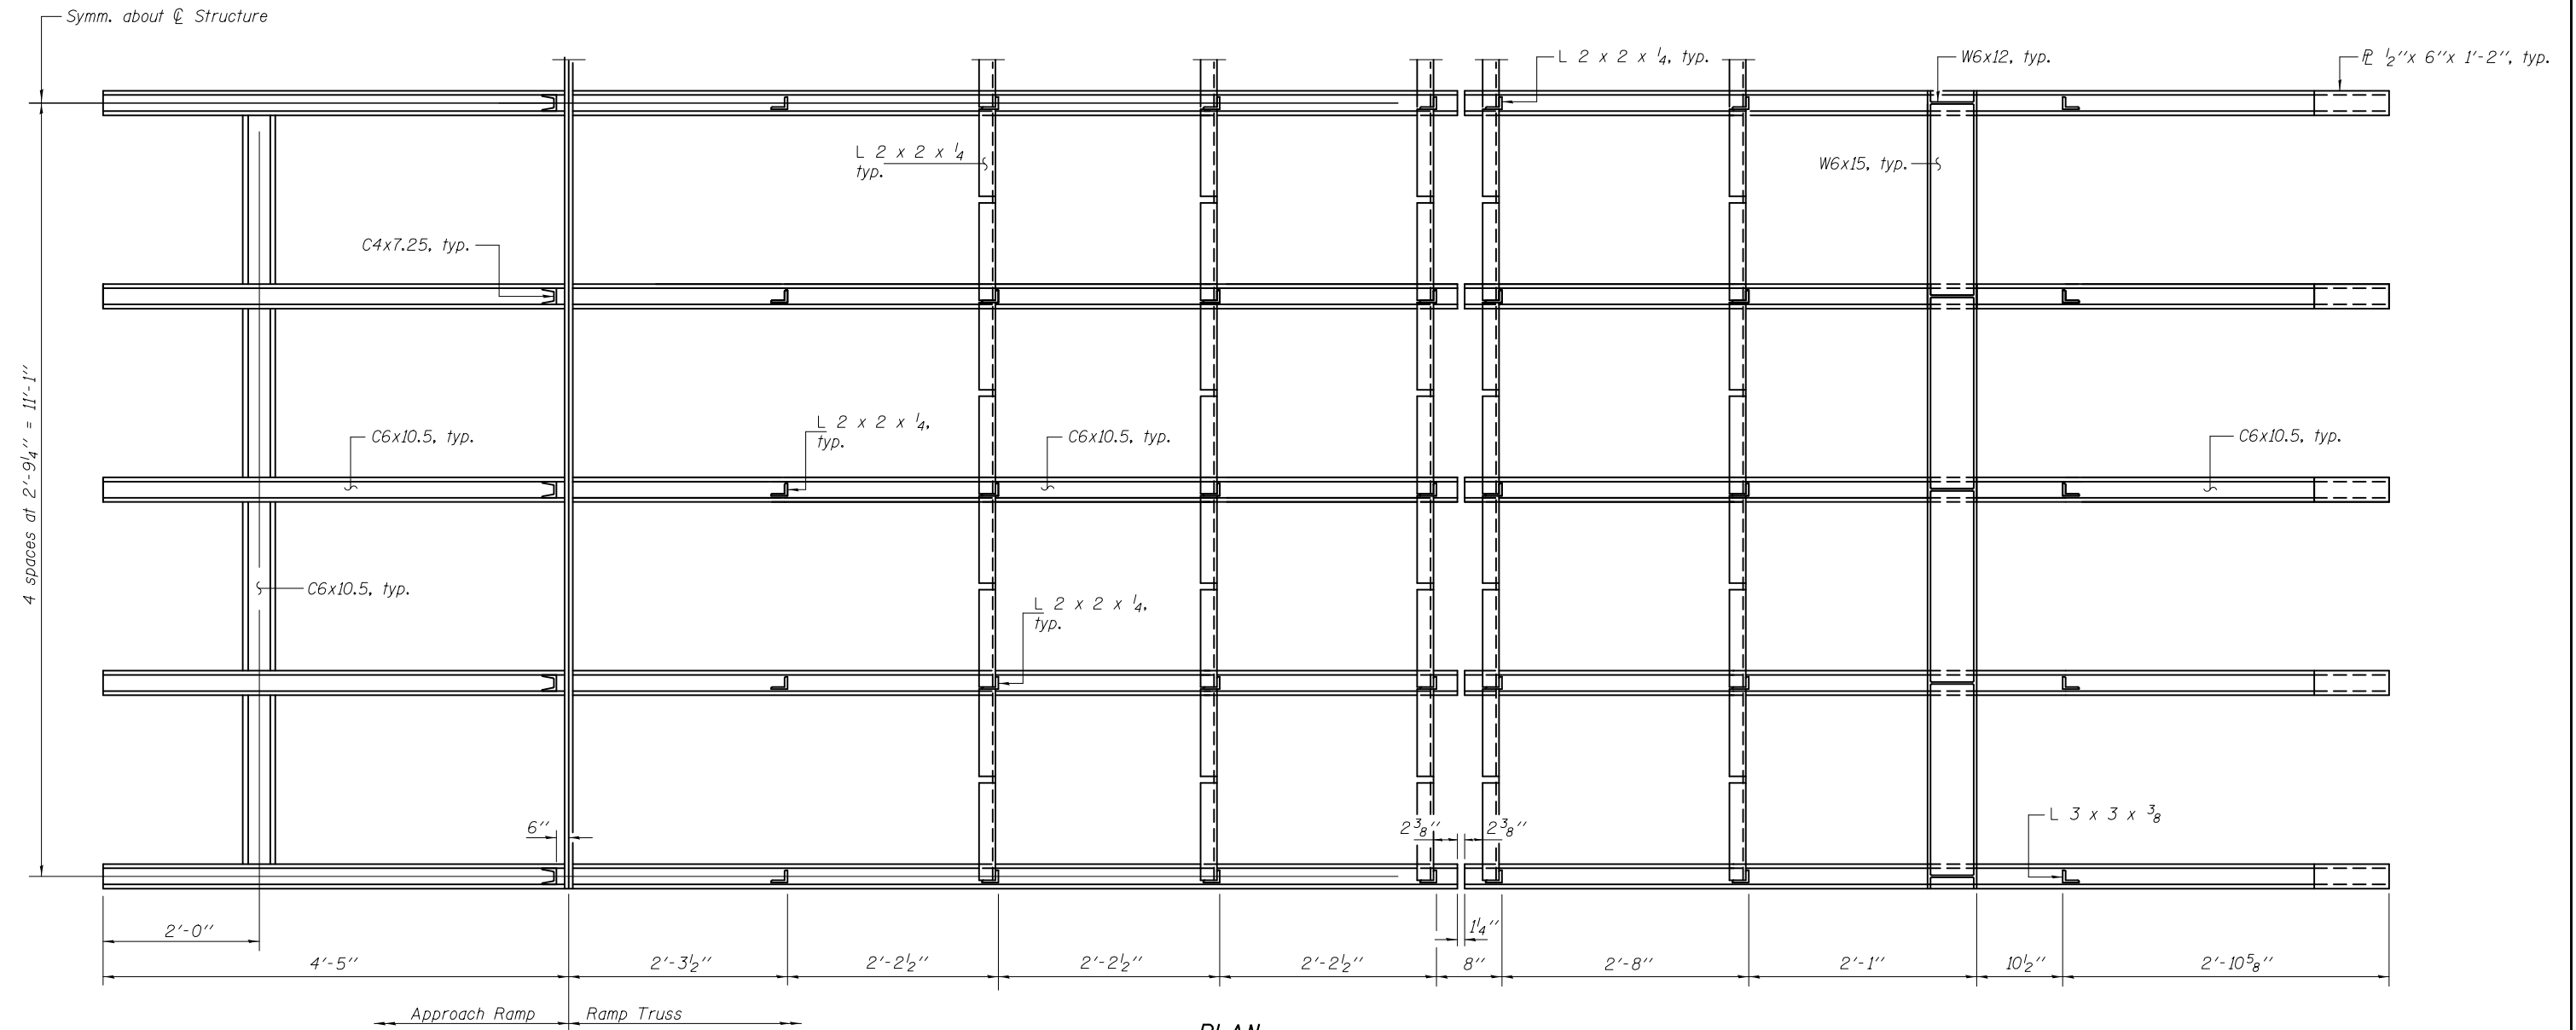 Symm. about ℄ Structure
L 2 x 2 x 1/4, typ.
W6x12, typ.
℄ 1/2''x 6''x 1'-2'', typ.
L 2 x 2 x 1/4
typ.
W6x15, typ.
C4x7.25, typ.
4 spaces at 2'-9 1/4'' = 11'-1''
C6x10.5, typ.
L 2 x 2 x 1/4,
typ.
C6x10.5, typ.
C6x10.5, typ.
C6x10.5, typ.
L 2 x 2 x 1/4,
typ.
6''
2 3/8''
2 3/8''
L 3 x 3 x 3/8
2'-0''
1 1/4''
4'-5''
2'-3 1/2''
2'-2 1/2''
2'-2 1/2''
2'-2 1/2''
8''
2'-8''
2'-1''
10 1/2''
2'-10 5/8''
Approach Ramp
Ramp Truss
PLAN